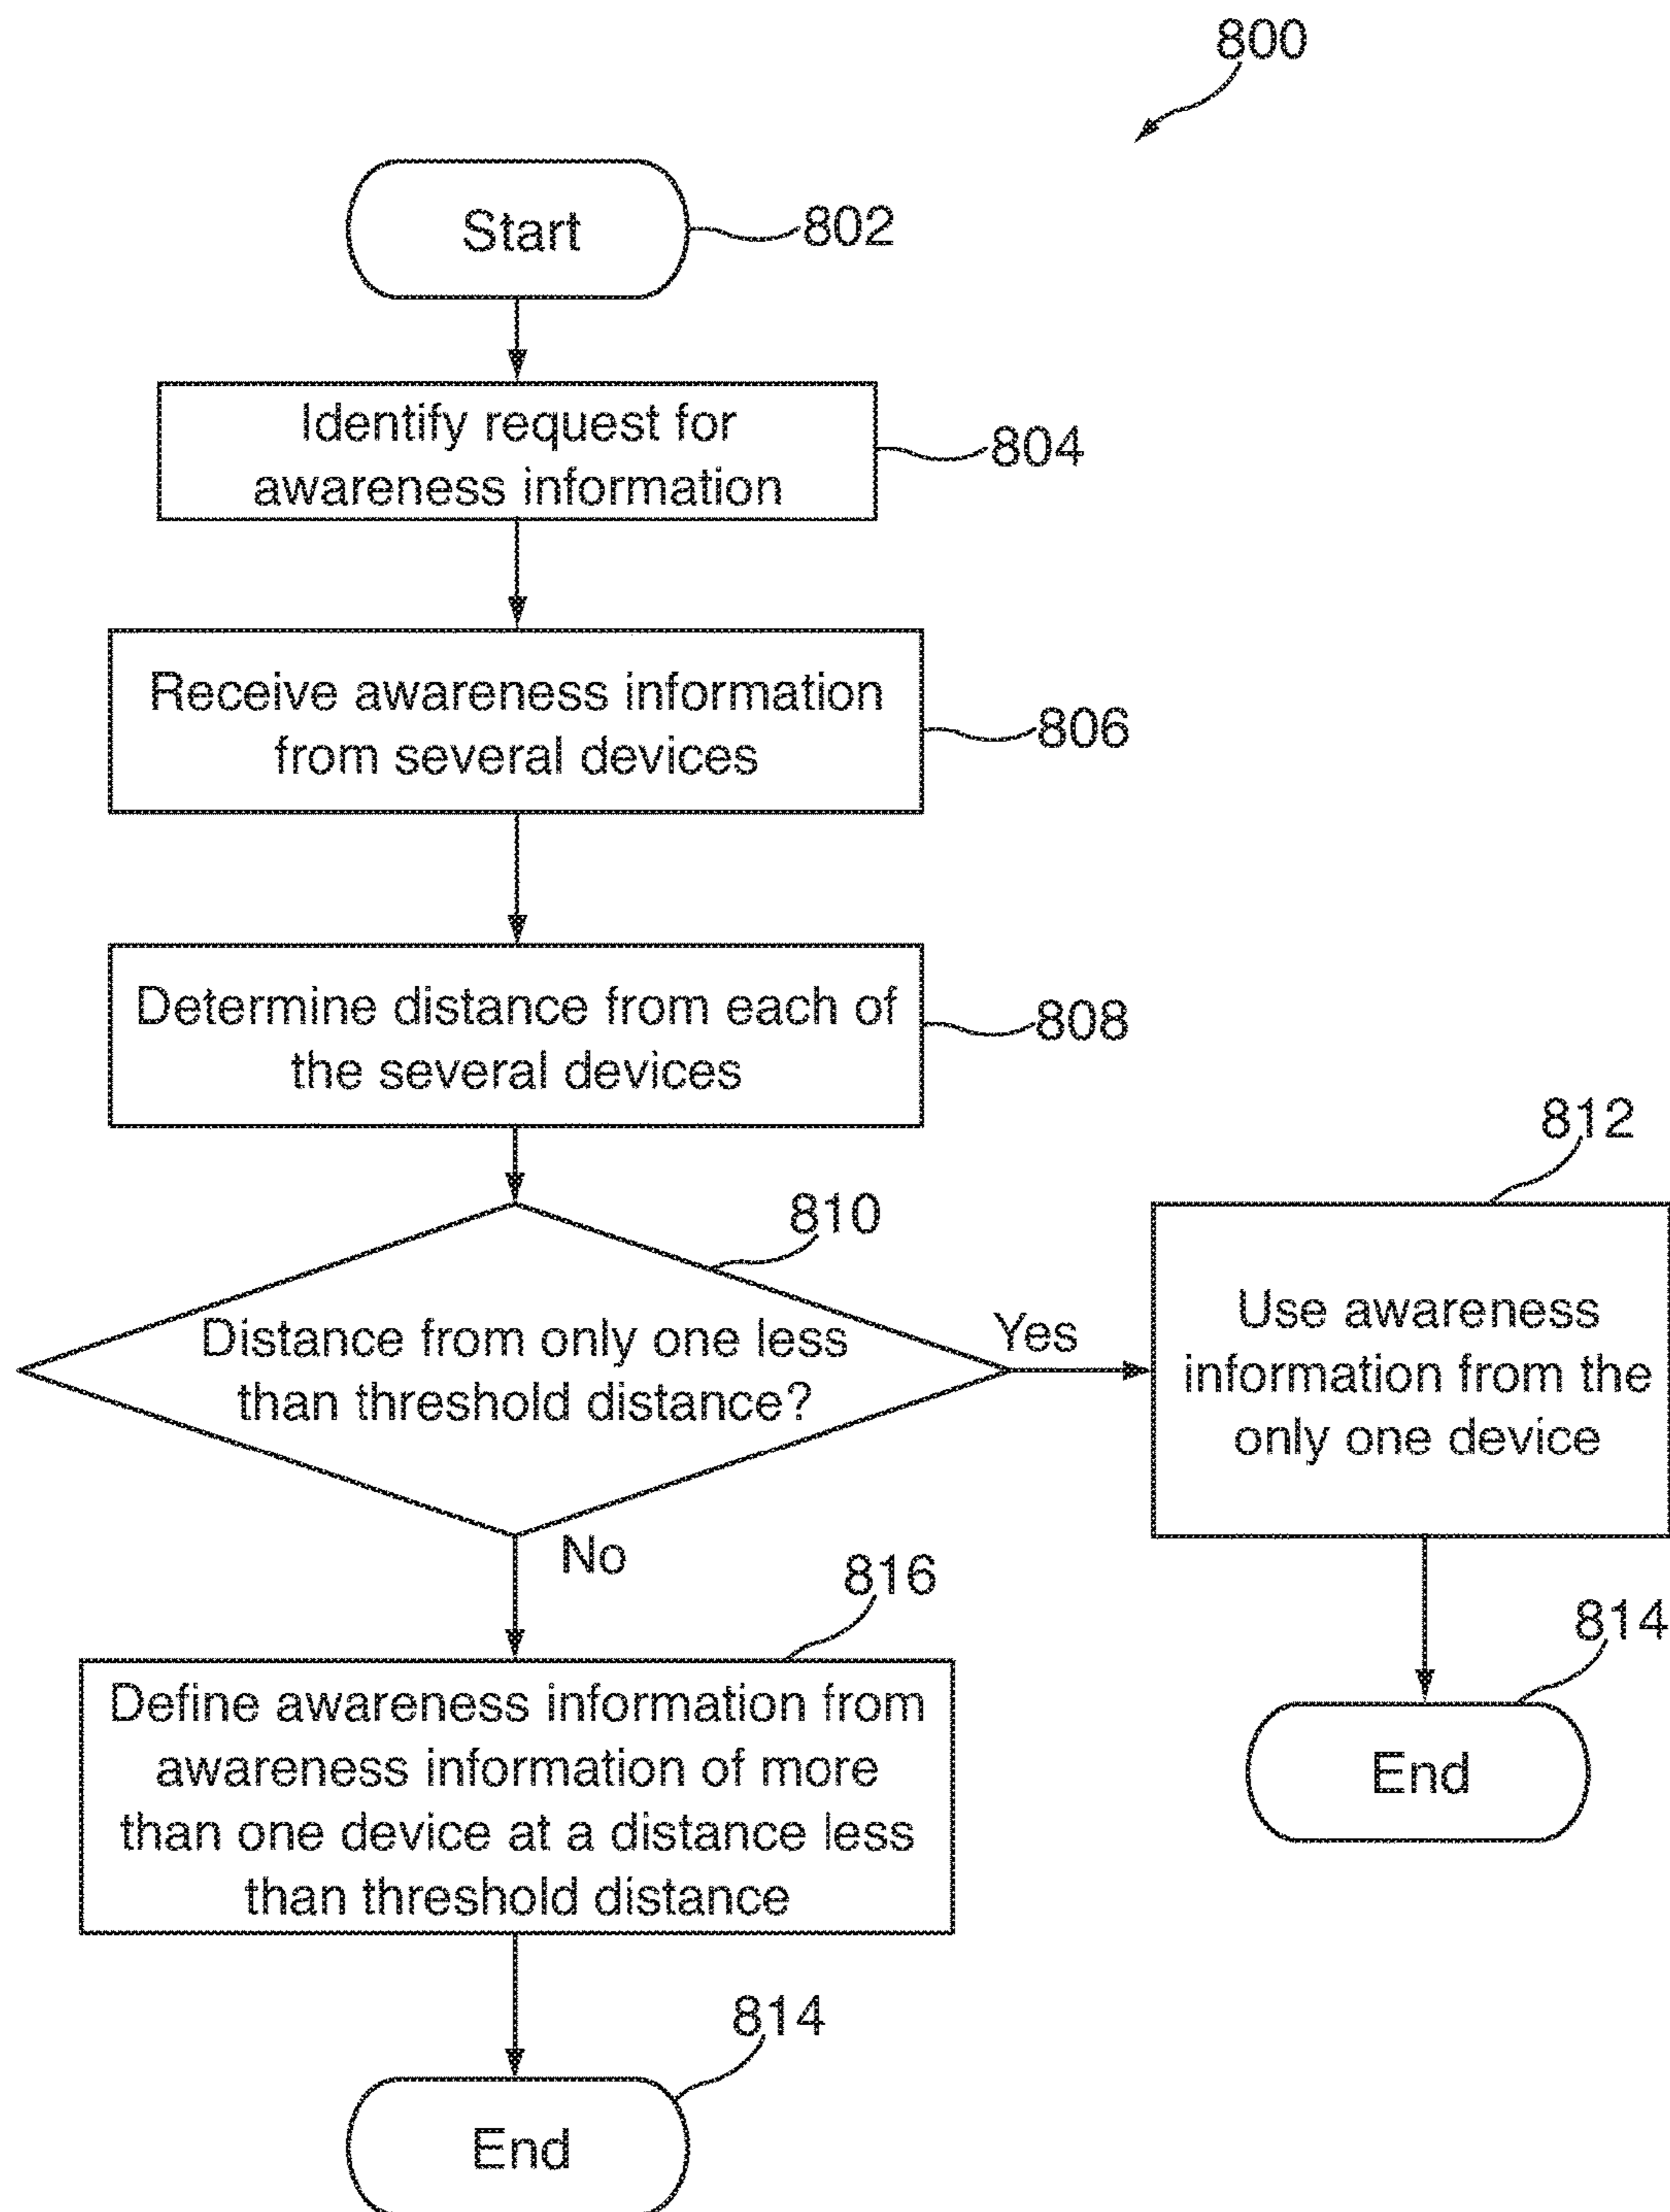 800
Start
802
Identify request for
awareness information
804
Receive awareness information
from several devices
806
Determine distance from each of
the several devices
808
810
Distance from only one less
than threshold distance?
Yes
812
Use awareness
information from the
only one device
No
816
Define awareness information from
awareness information of more
than one device at a distance less
than threshold distance
814
End
814
End